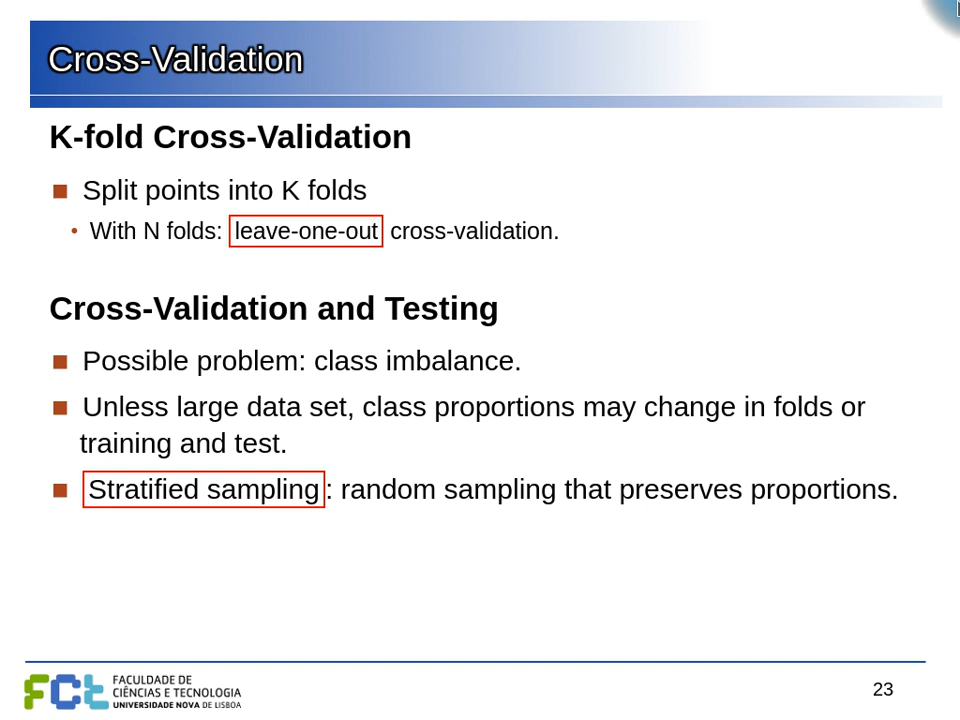 Cross-Validation
K-fold Cross-Validation
Split points into K folds
With N folds: leave-one-out cross-validation.
Cross-Validation and Testing
Possible problem: class imbalance.
Unless large data set, class proportions may change in folds or
training and test.
Stratified sampling: random sampling that preserves proportions.
FCt
FACULDADE DE
CIÊNCIAS E TECNOLOGIA
UNIVERSIDADE NOVA DE LISBOA
23